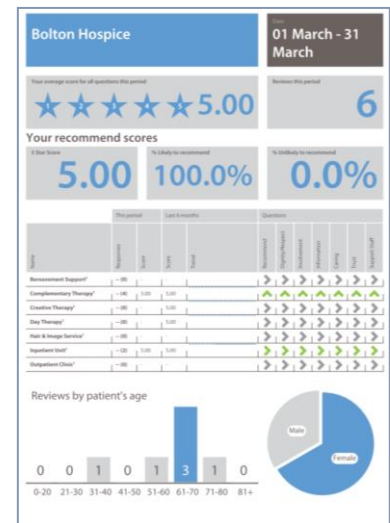 Bolton Hospice
Date
01 March - 31
March
Your average score for all questions this period
5.00
Reviews this period
6
Your recommend scores
5 Star Score
5.00
% Likely to recommend
100.0%
% Unlikely to recommend
0.0%
This period
Last 6 months
Questions
Name
Responses
Score
Score
Trend
Recommend
Dignity/Respect
Involvement
Information
Caring
Trust
Support Staff
Bereavement Support
Complementary Therapy (4) 5.00 5.00
Creative Therapy (0) 5.00
Day Therapy (0) 5.00
Hair & Image Service (0)
Inpatient Unit (2) 5.00 5.00
Outpatient Clinic (0)
Reviews by patient's age
0 0 1 0 1 3 1 0
0-20 21-30 31-40 41-50 51-60 61-70 71-80 81+
Male
Female